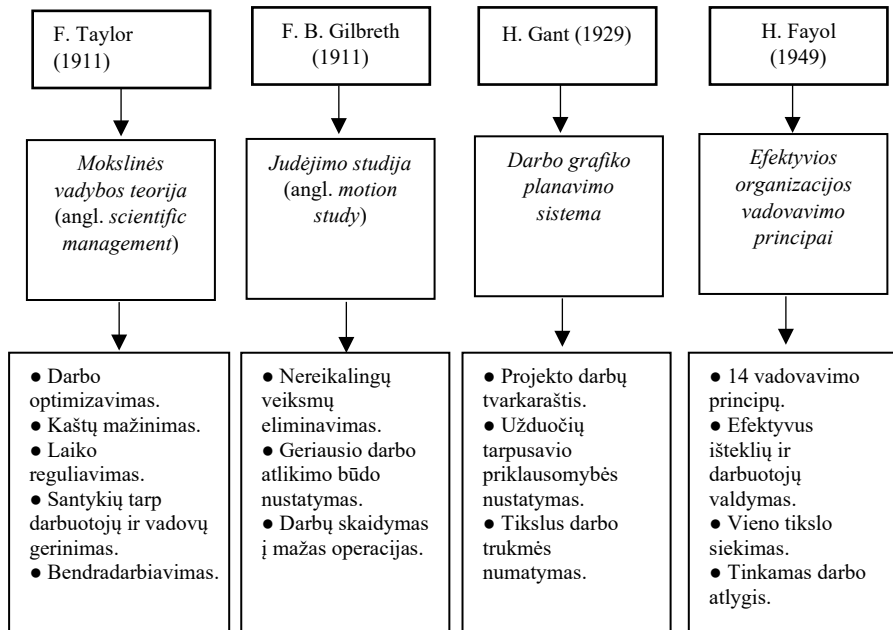 F. Taylor
(1911)
F. B. Gilbreth
(1911)
H. Gant (1929)
H. Fayol
(1949)
Mokslinės
vadybos teorija
(angl. scientific
management)
Judėjimo studija
(angl. motion
study)
Darbo grafiko
planavimo
sistema
Efektyvios
organizacijos
vadovavimo
principai
● Darbo
optimizavimas.
● Kaštų mažinimas.
● Laiko
reguliavimas.
● Santykių tarp
darbuotojų ir vadovų
gerinimas.
● Bendradarbiavimas.
● Nereikalingų
veiksmų
eliminavimas.
● Geriausio darbo
atlikimo būdo
nustatymas.
● Darbų skaidymas
į mažas operacijas.
● Projekto darbų
tvarkaraštis.
● Užduočių
tarpusavio
priklausomybės
nustatymas.
● Tikslus darbo
trukmės
numatymas.
● 14 vadovavimo
principų.
● Efektyvus
išteklių ir
darbuotojų
valdymas.
● Vieno tikslo
siekimas.
● Tinkamas darbo
atlygis.